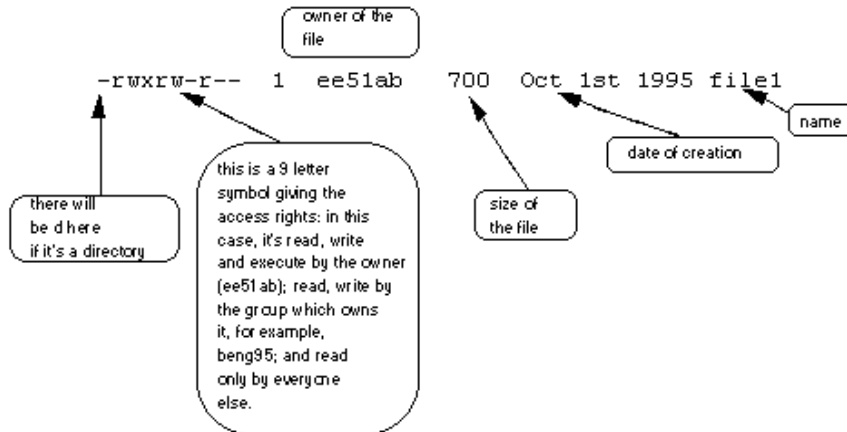 owner of the
file
-rwxrw-r-- 1 ee51ab 700 Oct 1st 1995 file1
name
date of creation
there will
be d here
if it's a directory
this is a 9 letter
symbol giving the
access rights: in this
case, it's read, write
and execute by the owner
(ee51ab); read, write by
the group which owns
it, for example,
beng95; and read
only by everyone
else.
size of
the file